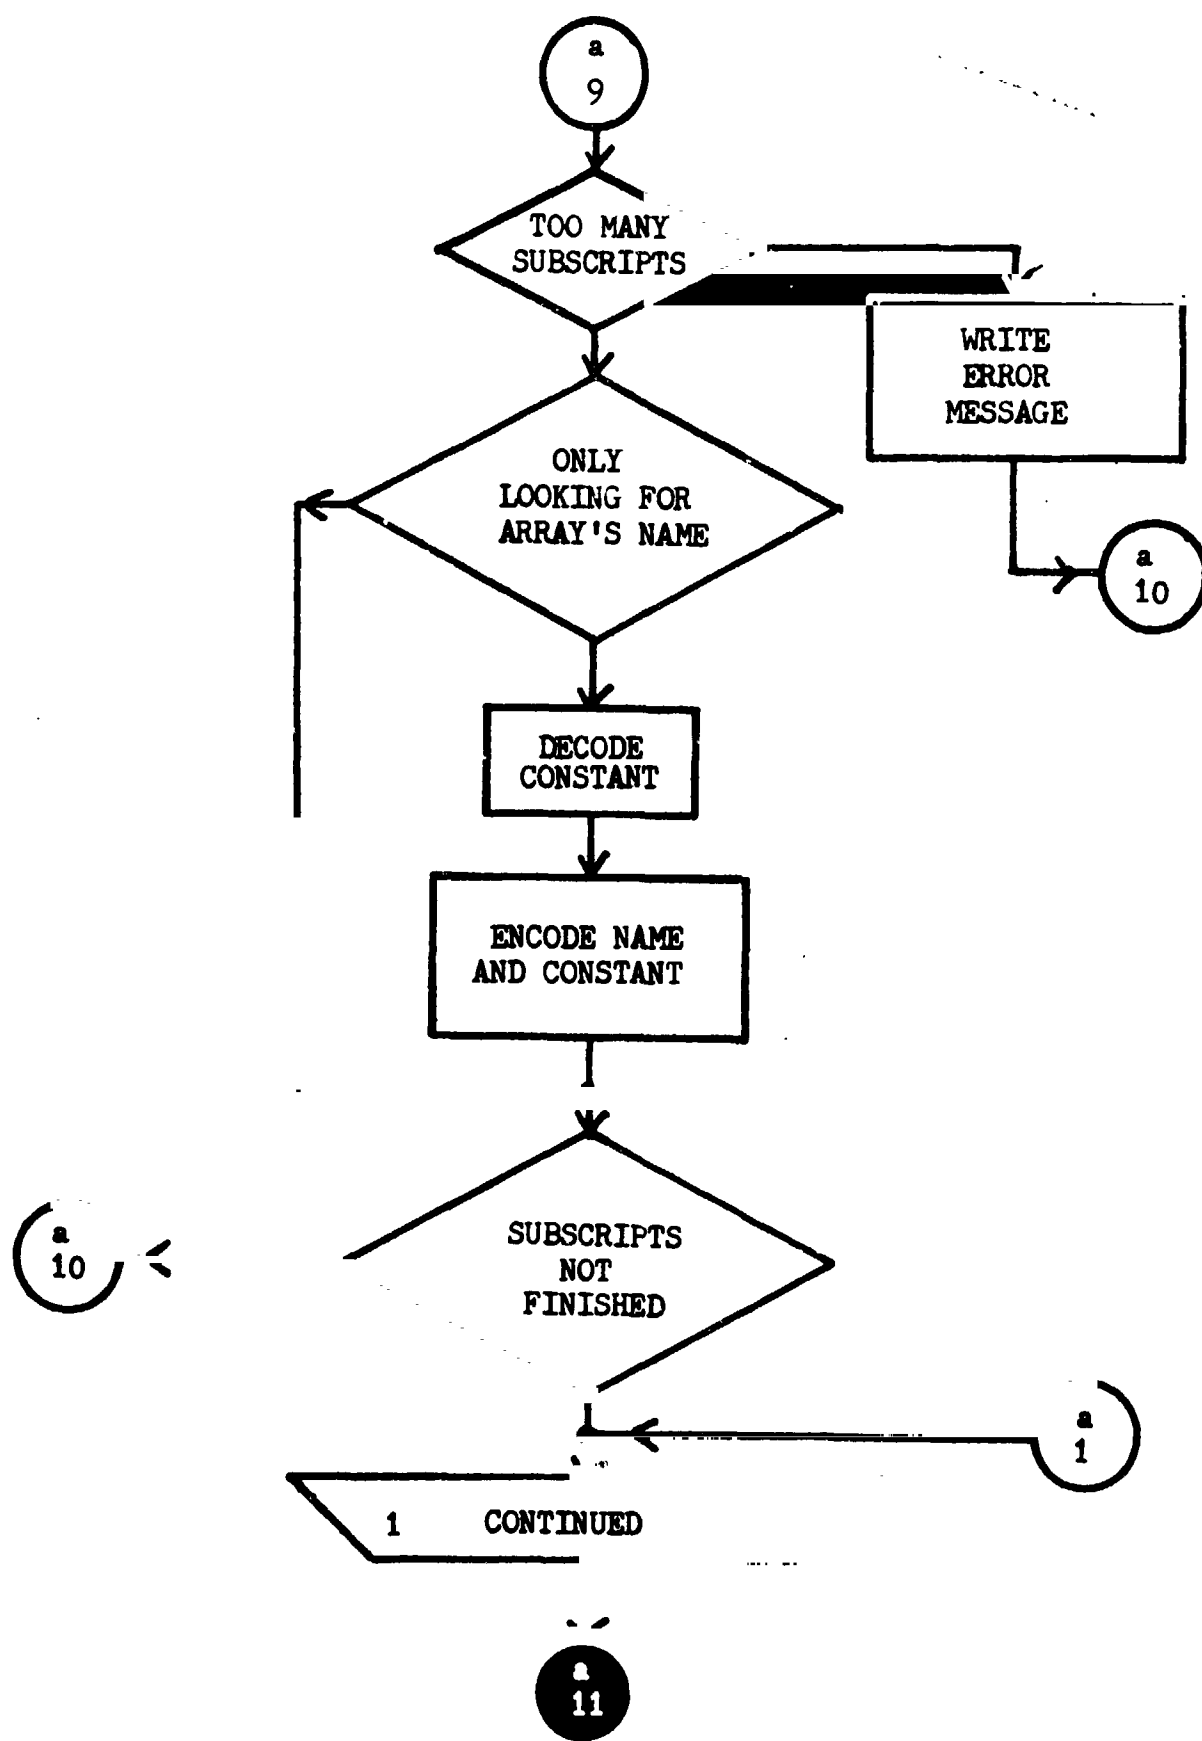 a
9
TOO MANY
SUBSCRIPTS
WRITE
ERROR
MESSAGE
ONLY
LOOKING FOR
ARRAY'S NAME
a
10
DECODE
CONSTANT
ENCODE NAME
AND CONSTANT
a
10
SUBSCRIPTS
NOT
FINISHED
a
1
1 CONTINUED
a
11